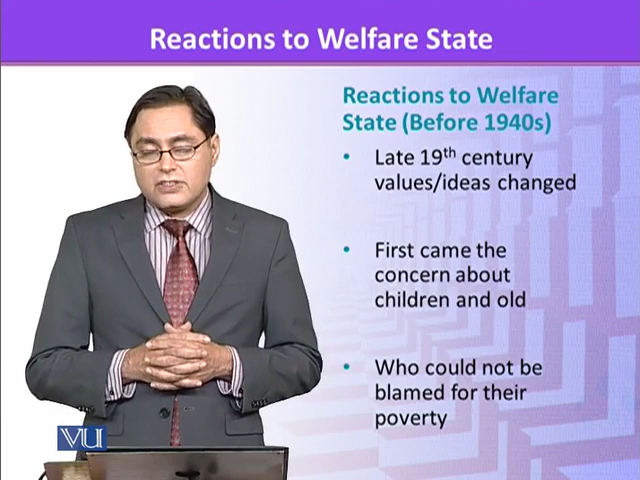 Reactions to Welfare State
Reactions to Welfare
State (Before 1940s)
• Late 19th century
values/ideas changed
• First came the
concern about
children and old
• Who could not be
blamed for their
poverty
VU